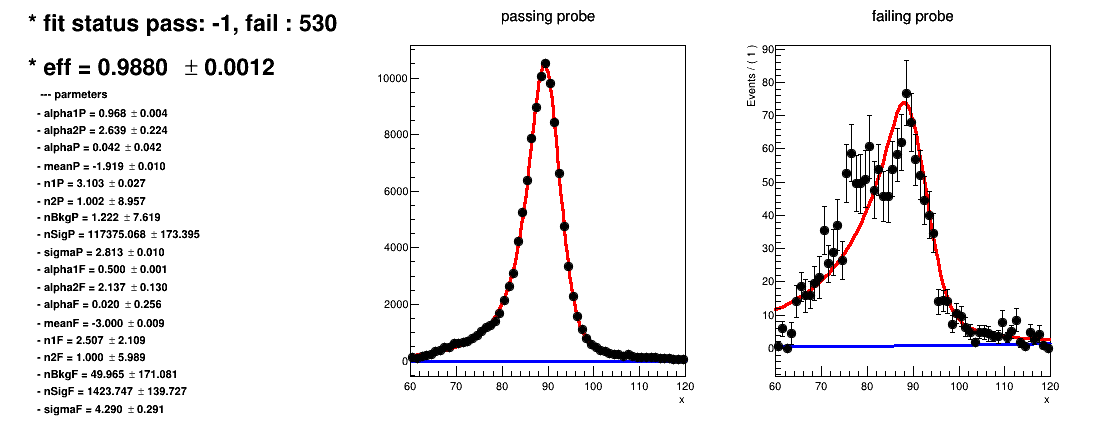 * fit status pass: -1, fail : 530
* eff = 0.9880 ± 0.0012
--- parmeters
- alpha1P = 0.968 ± 0.004
- alpha2P = 2.639 ± 0.224
- alphaP = 0.042 ± 0.042
- meanP = -1.919 ± 0.010
- n1P = 3.103 ± 0.027
- n2P = 1.002 ± 8.957
- nBkgP = 1.222 ± 7.619
- nSigP = 117375.068 ± 173.395
- sigmaP = 2.813 ± 0.010
- alpha1F = 0.500 ± 0.001
- alpha2F = 2.137 ± 0.130
- alphaF = 0.020 ± 0.256
- meanF = -3.000 ± 0.009
- n1F = 2.507 ± 2.109
- n2F = 1.000 ± 5.989
- nBkgF = 49.965 ± 171.081
- nSigF = 1423.747 ± 139.727
- sigmaF = 4.290 ± 0.291
passing probe
10000
8000
6000
4000
2000
0
60 70 80 90 100 110 120
x
failing probe
Events / ( 1 )
90
80
70
60
50
40
30
20
10
0
60 70 80 90 100 110 120
x